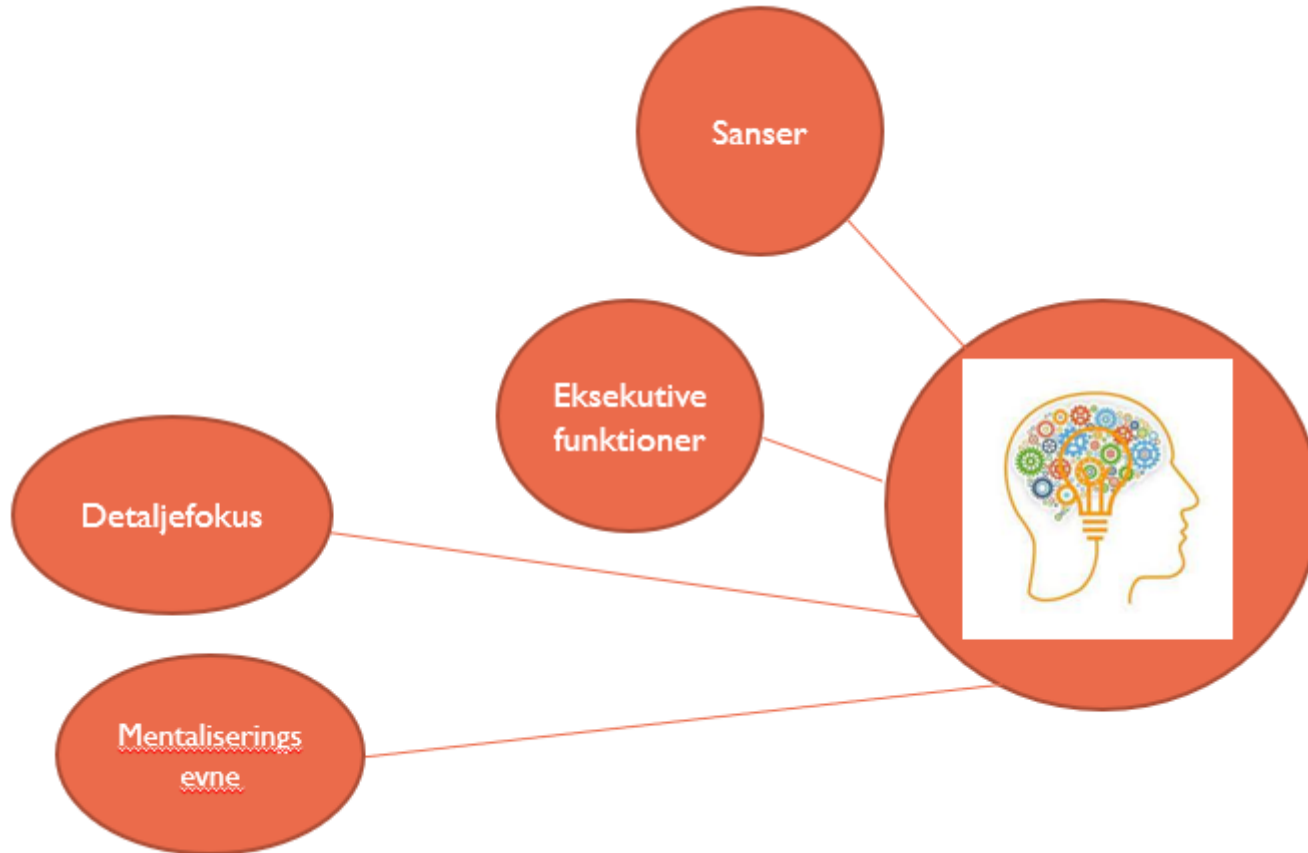 Sanser
Eksekutive
funktioner
Detaljefokus
Mentaliserings
evne